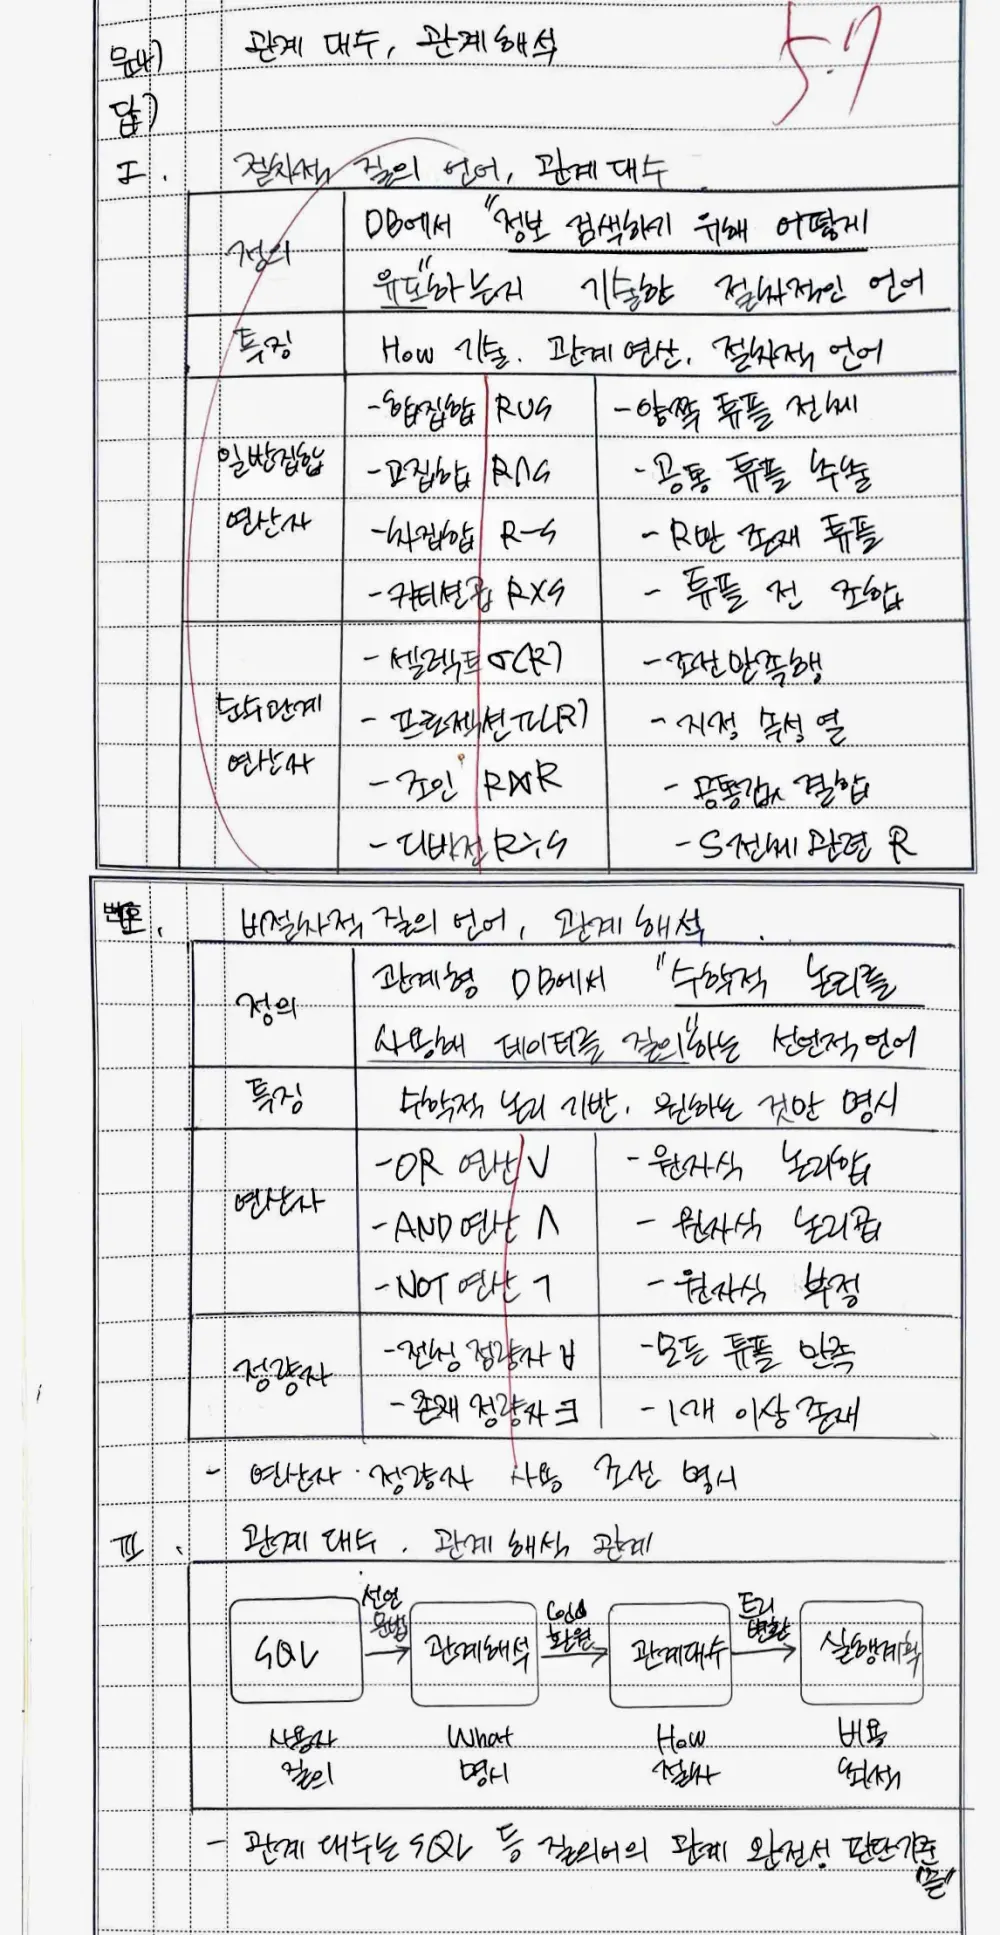 문제) 관계 대수, 관계해석
5.7
답)
I. 절차적 질의 언어, 관계대수
정의
DB에서 "정보 검색하기 위해 어떻게
유도"하는지 기술한 절차적인 언어
특징 How 기술. 관계연산, 절차적 언어
일반집합
연산자
-합집합 R∪S -양쪽 튜플 전체
-교집합 R∩S -공통 튜플 추출
-차집합 R-S -R만 존재 튜플
-카티션곱 R×S - 튜플 전 조합
순수관계
연산자
- 셀렉트 σ(R) -조건만족행
- 프로젝션 π(R) - 지정 속성 열
- 조인 R⋈R - 공통값 결합
- 디비전 R÷S -S전체 관련 R
번호
II. 비절차적 질의 언어, 관계 해석
정의
관계형 DB에서 "수학적 논리를
사용해 데이터를 질의"하는 선언적언어
특징 수학적 논리 기반. 원하는 것만 명시
연산자
-OR 연산 ∨ -원자식 논리합
-AND 연산 ∧ - 원자식 논리곱
-NOT 연산 ㄱ - 원자식 부정
정량자
-전칭 정량자 ∀ -모든 튜플 만족
- 존재 정량자 ∃ -1개 이상 존재
- 연산자·정량자 사용 조건 명시
III. 관계 대수. 관계 해석 관계
SQL
선언
문법
관계해석
Codd
환원
관계대수
트리
변환
실행계획
사용자
질의
What
명시
How
절차
비용
최적
- 관계 대수는 SQL 등 질의어의 관계 완전성 판단기준
"끝"